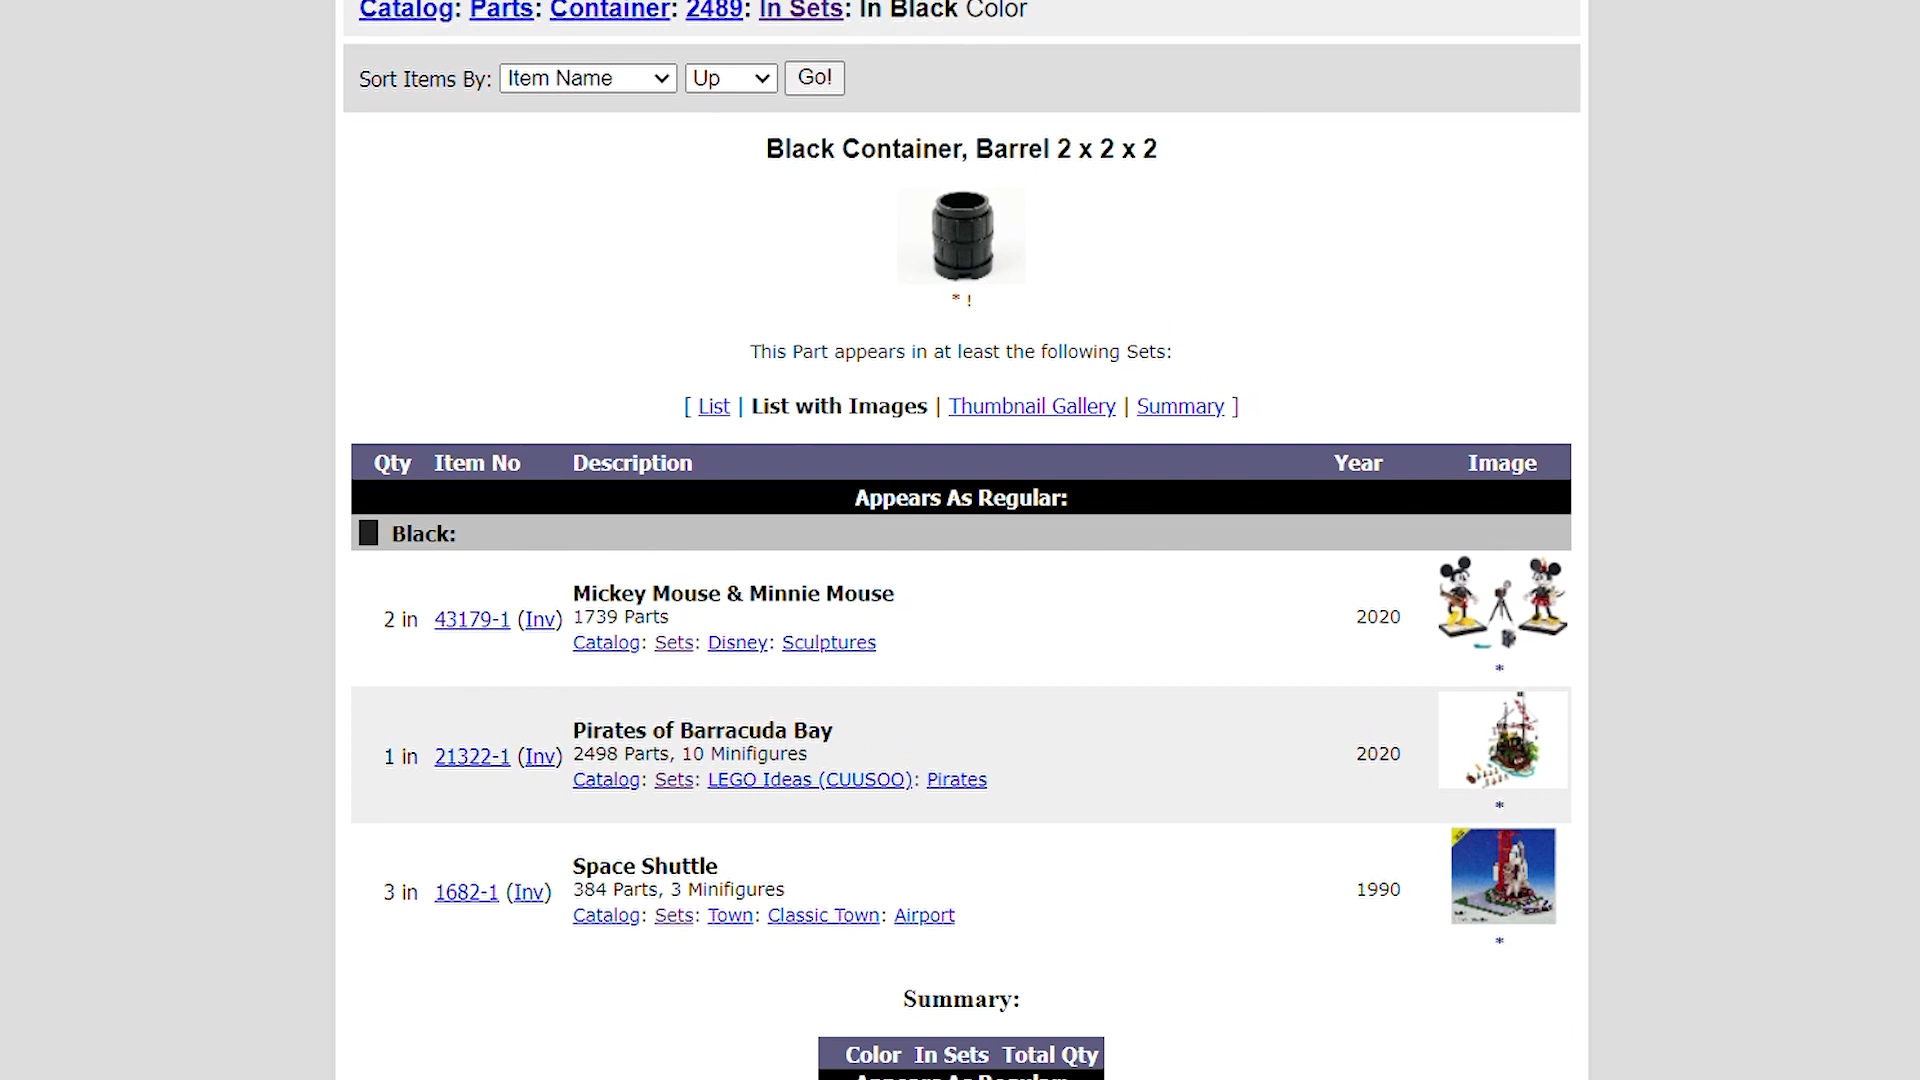 Catalog: Parts: Container: 2489: In Sets: In Black Color
Sort Items By: Item Name Up Go!
Black Container, Barrel 2 x 2 x 2
* !
This Part appears in at least the following Sets:
[ List | List with Images | Thumbnail Gallery | Summary ]
Qty Item No Description Year Image
Appears As Regular:
Black:
Mickey Mouse & Minnie Mouse
2 in 43179-1 (Inv) 1739 Parts 2020
Catalog: Sets: Disney: Sculptures
*
Pirates of Barracuda Bay
1 in 21322-1 (Inv) 2498 Parts, 10 Minifigures 2020
Catalog: Sets: LEGO Ideas (CUUSOO): Pirates
*
Space Shuttle
3 in 1682-1 (Inv) 384 Parts, 3 Minifigures 1990
Catalog: Sets: Town: Classic Town: Airport
*
Summary:
Color In Sets Total Qty
Appears As Regular: